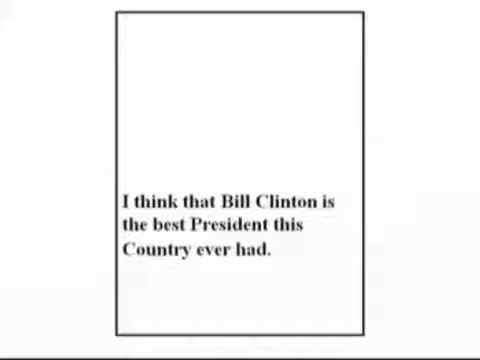 I think that Bill Clinton is
the best President this
Country ever had.